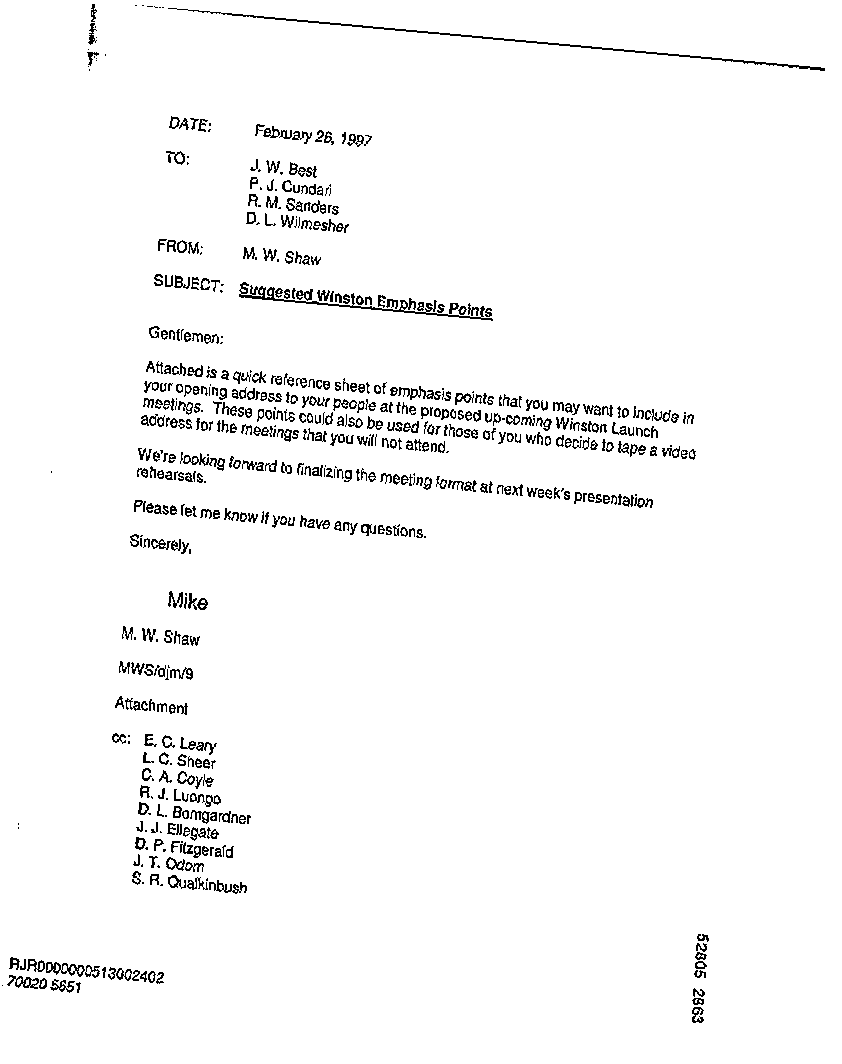 DATE: February 26, 1997
TO: J. W. Best
P. J. Cundari
R. M. Sanders
D. L. Wilmesher
FROM: M. W. Shaw
SUBJECT: Suggested Winston Emphasis Points
Gentlemen:
Attached is a quick reference sheet of emphasis points that you may want to include in
your opening address to your people at the proposed up-coming Winston Launch
meetings. These points could also be used for those of you who decide to tape a video
address for the meetings that you will not attend.
We're looking forward to finalizing the meeting format at next week's presentation
rehearsals.
Please let me know if you have any questions.
Sincerely,
Mike
M. W. Shaw
MWS/djm/9
Attachment
cc: E. C. Leary
L. C. Sheer
C. A. Coyle
R. J. Luongo
D. L. Bomgardner
J. J. Ellegate
D. P. Fitzgerald
J. T. Odom
S. R. Qualkinbush
52805 2863
RJR0000000513002402
70020 5651